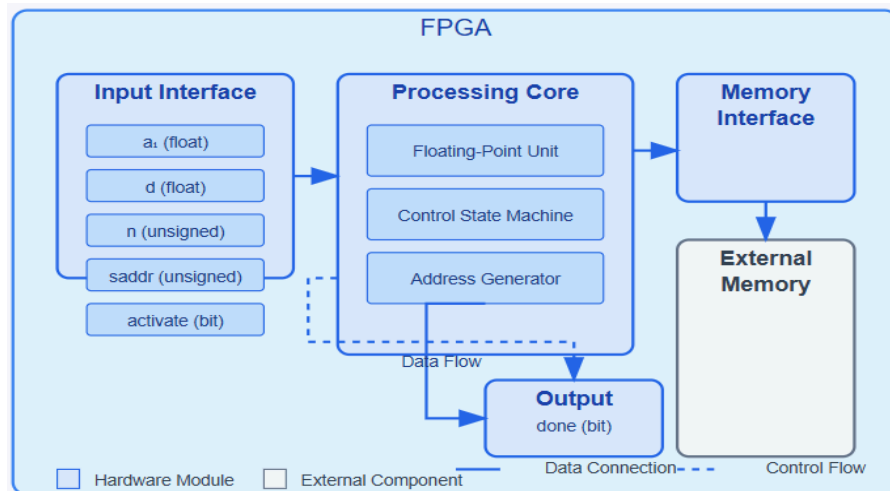 FPGA
Input Interface
a₁ (float)
d (float)
n (unsigned)
saddr (unsigned)
activate (bit)
Processing Core
Floating-Point Unit
Control State Machine
Address Generator
Memory
Interface
External
Memory
Data Flow
Output
done (bit)
Hardware Module
External Component
Data Connection
Control Flow